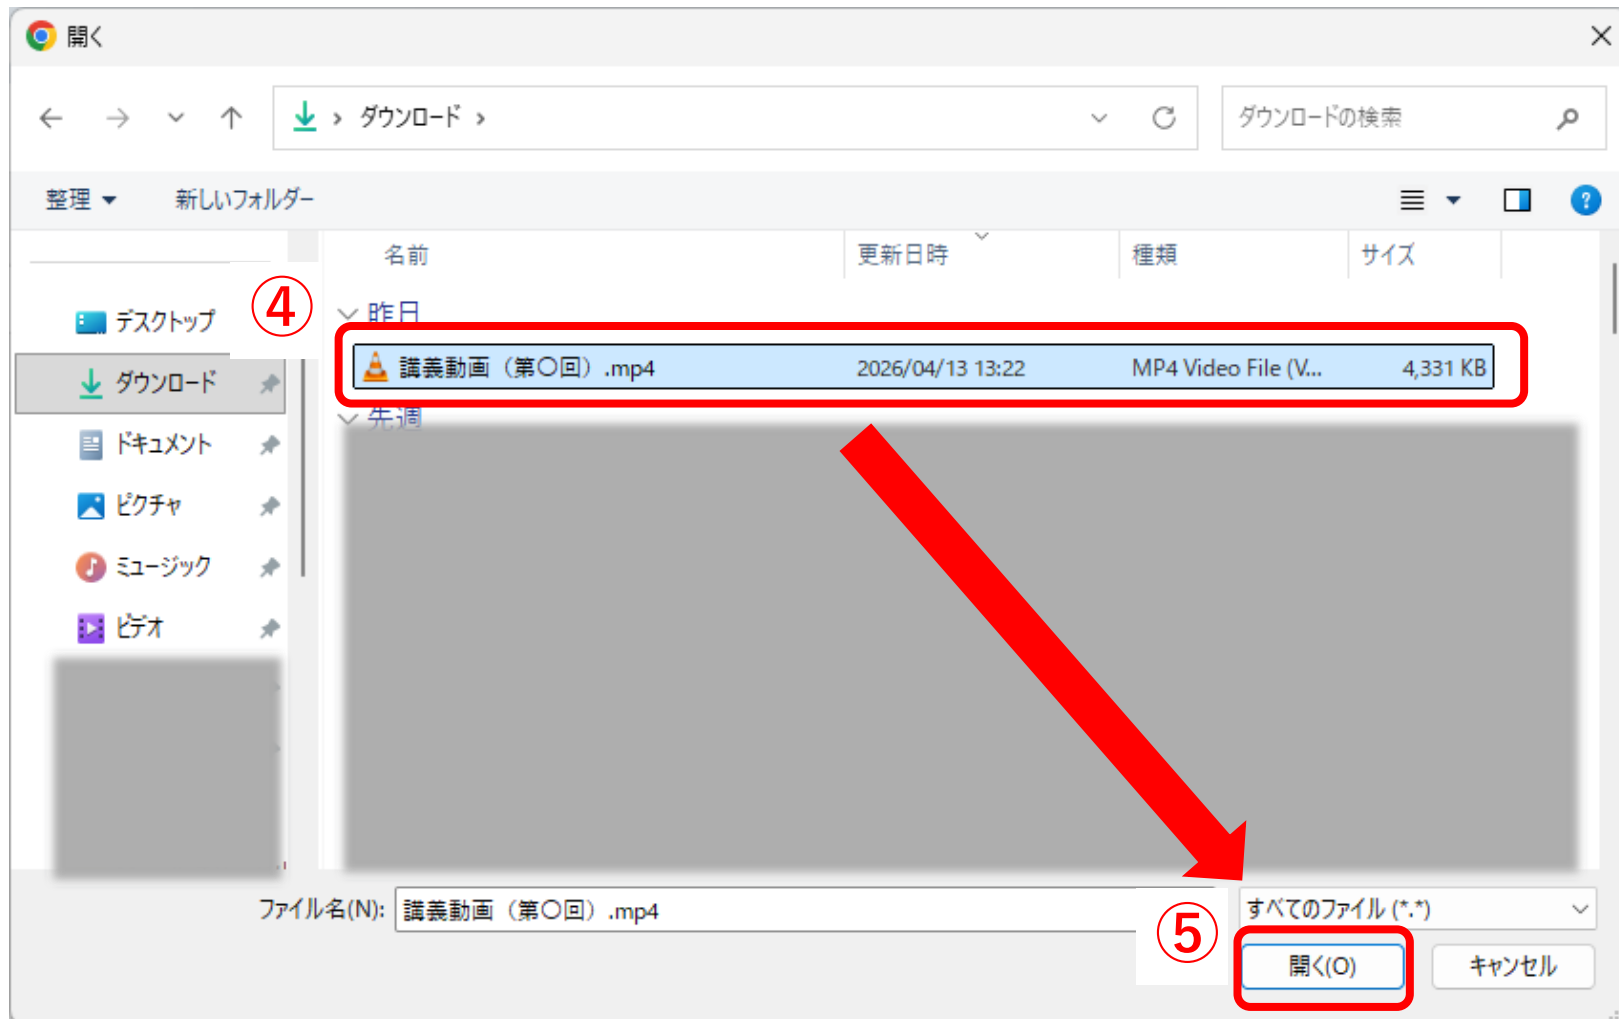 開く
ダウンロード
ダウンロードの検索
整理
新しいフォルダー
名前 更新日時 種類 サイズ
④
昨日
デスクトップ
講義動画（第〇回）.mp4 2026/04/13 13:22 MP4 Video File (V... 4,331 KB
ダウンロード
先週
ドキュメント
ピクチャ
ミュージック
ビデオ
ファイル名(N): 講義動画（第〇回）.mp4
すべてのファイル (*.*)
⑤
開く(O) キャンセル